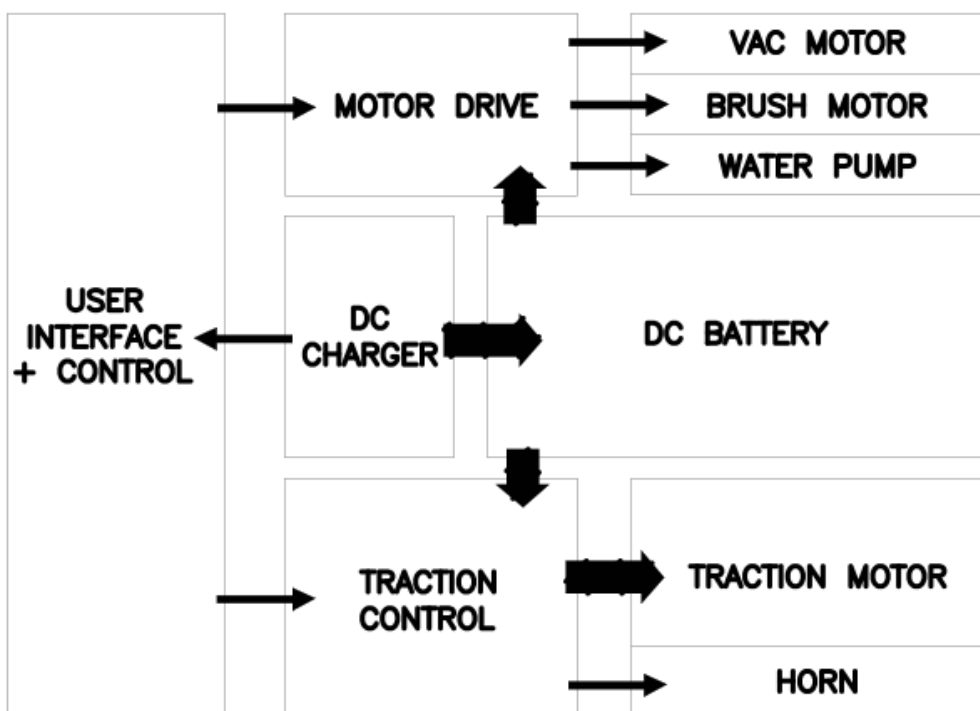 VAC MOTOR
MOTOR DRIVE
BRUSH MOTOR
WATER PUMP
USER
INTERFACE
+ CONTROL
DC
CHARGER
DC BATTERY
TRACTION
CONTROL
TRACTION MOTOR
HORN